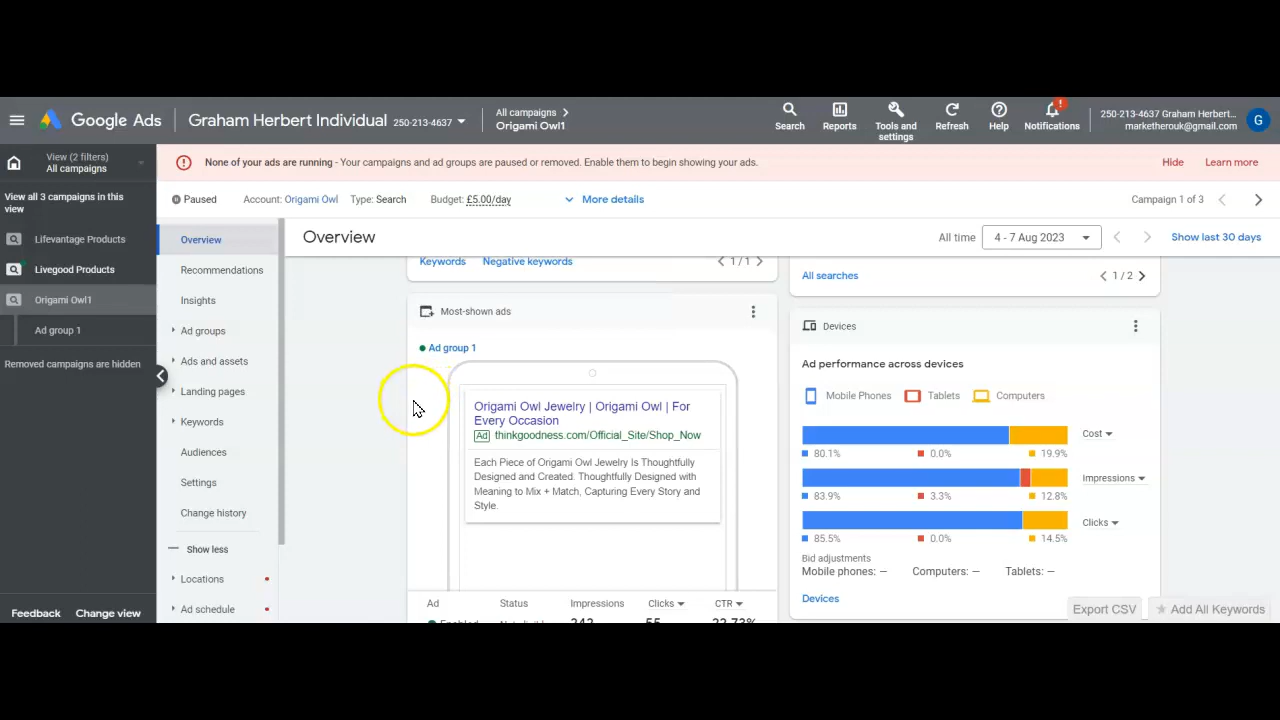 Google Ads
Graham Herbert Individual 250-213-4637
All campaigns
Origami Owl1
Search
Reports
Tools and
settings
Refresh
Help
!
Notifications
250-213-4637 Graham Herbert...
marketherouk@gmail.com
G
View (2 filters)
All campaigns
None of your ads are running - Your campaigns and ad groups are paused or removed. Enable them to begin showing your ads.
Hide
Learn more
View all 3 campaigns in this
view
Paused
Account: Origami Owl
Type: Search
Budget: £5.00/day
More details
Campaign 1 of 3
Lifevantage Products
Livegood Products
Origami Owl1
Ad group 1
Removed campaigns are hidden
Feedback
Change view
Overview
Recommendations
Insights
Ad groups
Ads and assets
Landing pages
Keywords
Audiences
Settings
Change history
Show less
Locations
Ad schedule
Overview
All time
4 - 7 Aug 2023
Show last 30 days
Keywords
Negative keywords
1 / 1
All searches
1 / 2
Most-shown ads
Ad group 1
Origami Owl Jewelry | Origami Owl | For
Every Occasion
Ad thinkgoodness.com/Official_Site/Shop_Now
Each Piece of Origami Owl Jewelry Is Thoughtfully
Designed and Created. Thoughtfully Designed with
Meaning to Mix + Match, Capturing Every Story and
Style.
Ad
Status
Impressions
Clicks
CTR
242
55
22.73%
Devices
Ad performance across devices
Mobile Phones
Tablets
Computers
Cost
80.1%
0.0%
19.9%
Impressions
83.9%
3.3%
12.8%
Clicks
85.5%
0.0%
14.5%
Bid adjustments
Mobile phones: –
Computers: –
Tablets: –
Devices
Export CSV
Add All Keywords